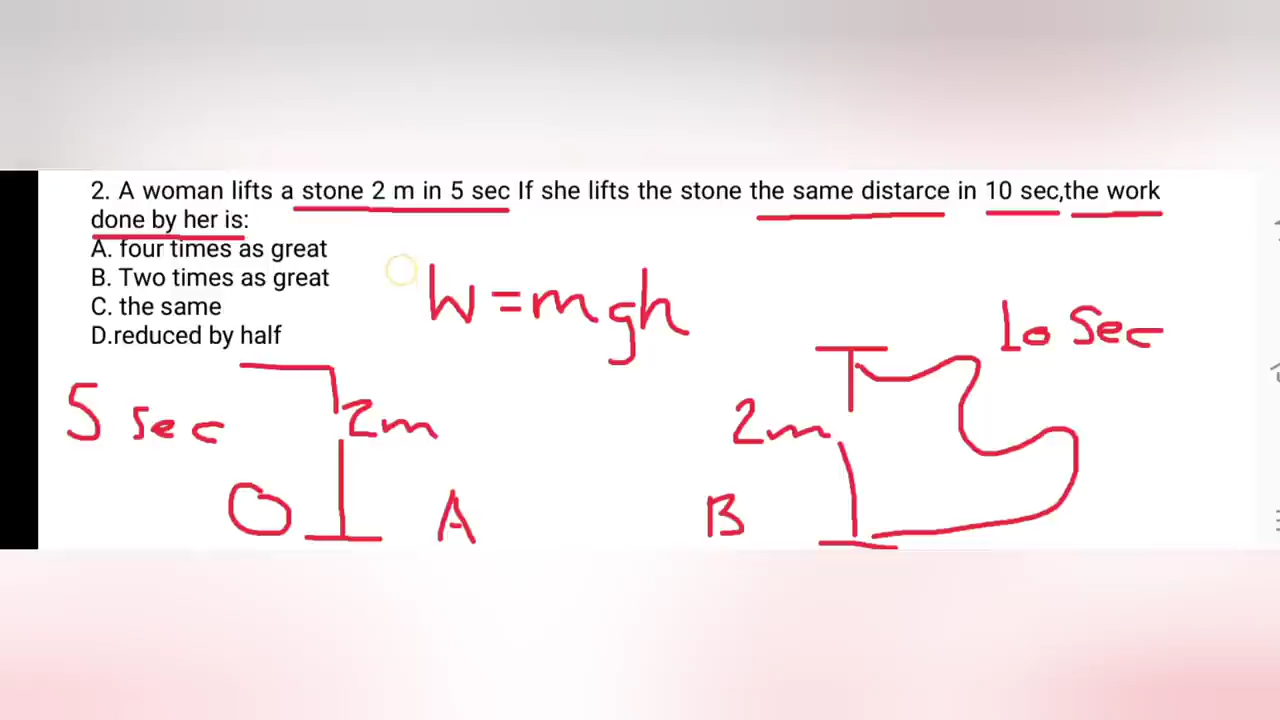 2. A woman lifts a stone 2 m in 5 sec If she lifts the stone the same distarce in 10 sec,the work
done by her is:
A. four times as great
B. Two times as great
C. the same
D.reduced by half
W = mgh
10 Sec
5 sec
2m
2m
A
B